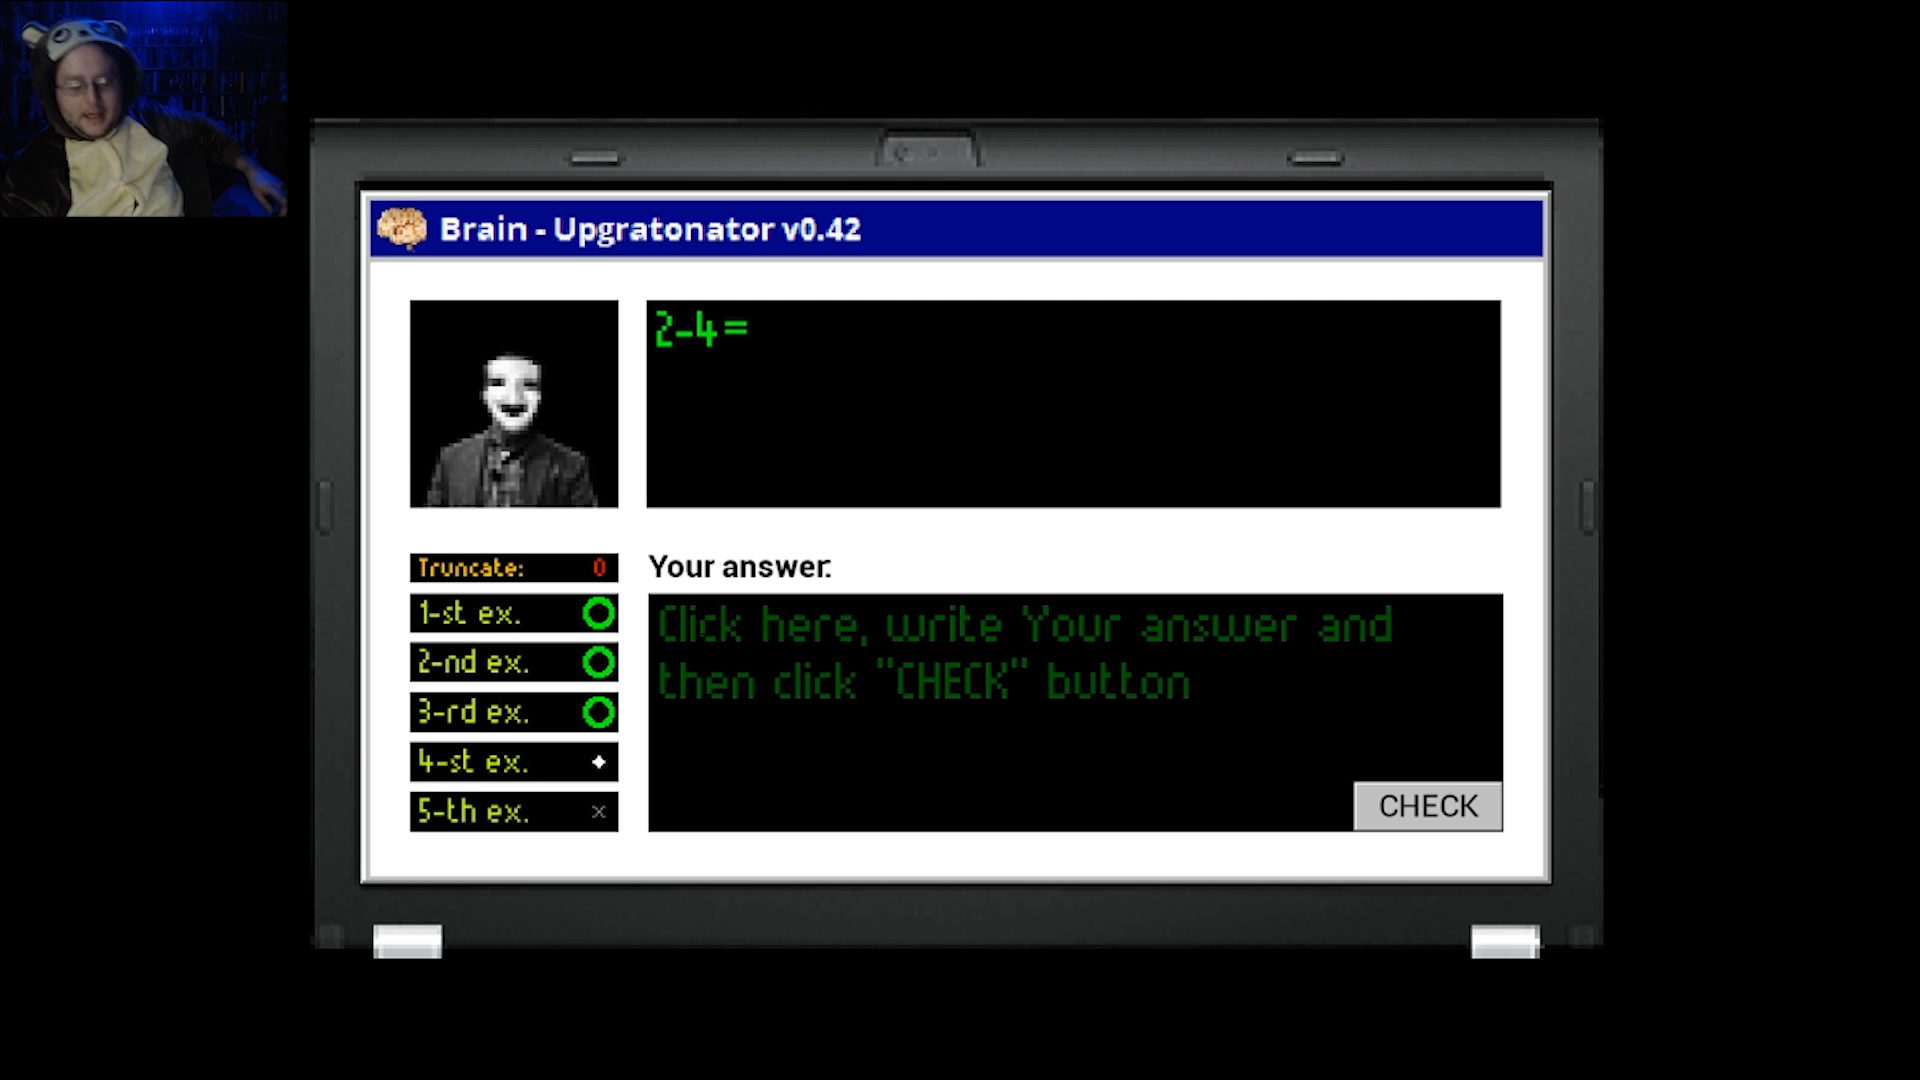 Brain - Upgratonator v0.42
2-4=
Truncate: 0
Your answer:
1-st ex.
2-nd ex.
3-rd ex.
4-st ex.
5-th ex. x
Click here, write Your answer and
then click "CHECK" button
CHECK